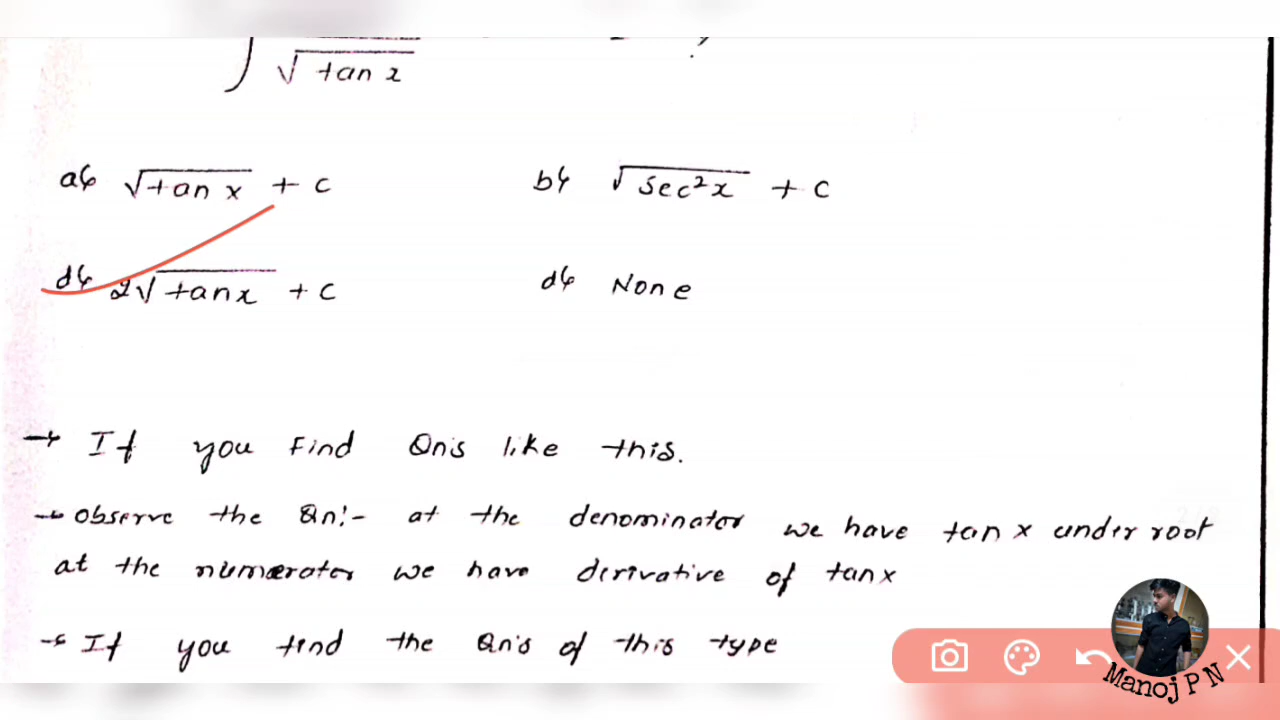 ∫ √tan x ?
a) √tan x + c b) √sec²x + c
d) 2√tanx + c d) None
→ If you Find Qn's like this.
→ Observe the Qn:- at the denominator we have tan x under root
at the numerator we have derivative of tanx
→ If you find the Qn's of this type
Manoj P N